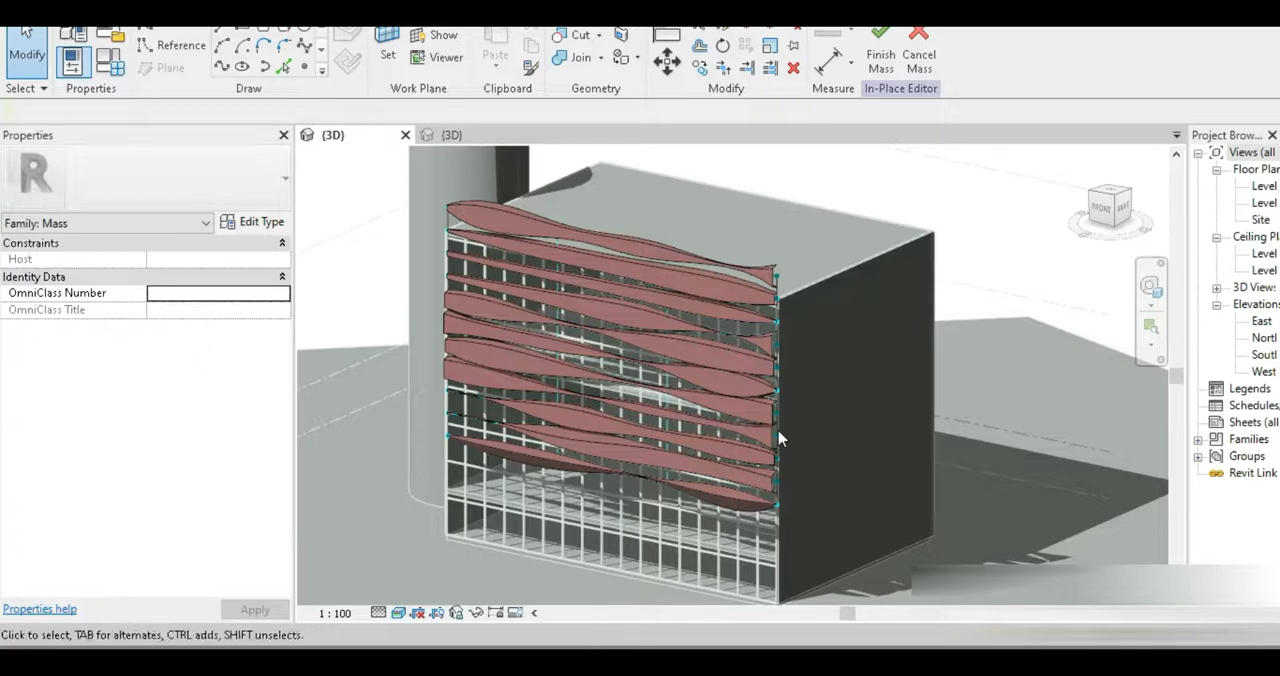 Modify
Select
Properties
Reference
Plane
Draw
Set
Show
Viewer
Work Plane
Paste
Clipboard
Cut
Join
Geometry
Modify
Measure
Finish Mass
Cancel Mass
In-Place Editor
Properties
{3D}
{3D}
Project Brow...
R
Family: Mass
Edit Type
Constraints
Host
Identity Data
OmniClass Number
OmniClass Title
FRONT
Views (all
Floor Plan
Level
Level
Site
Ceiling Pl
Level
Level
3D View:
Elevations
East
North
Sout
West
Legends
Schedules,
Sheets (all
Families
Groups
Revit Link
Properties help
Apply
1 : 100
Click to select, TAB for alternates, CTRL adds, SHIFT unselects.